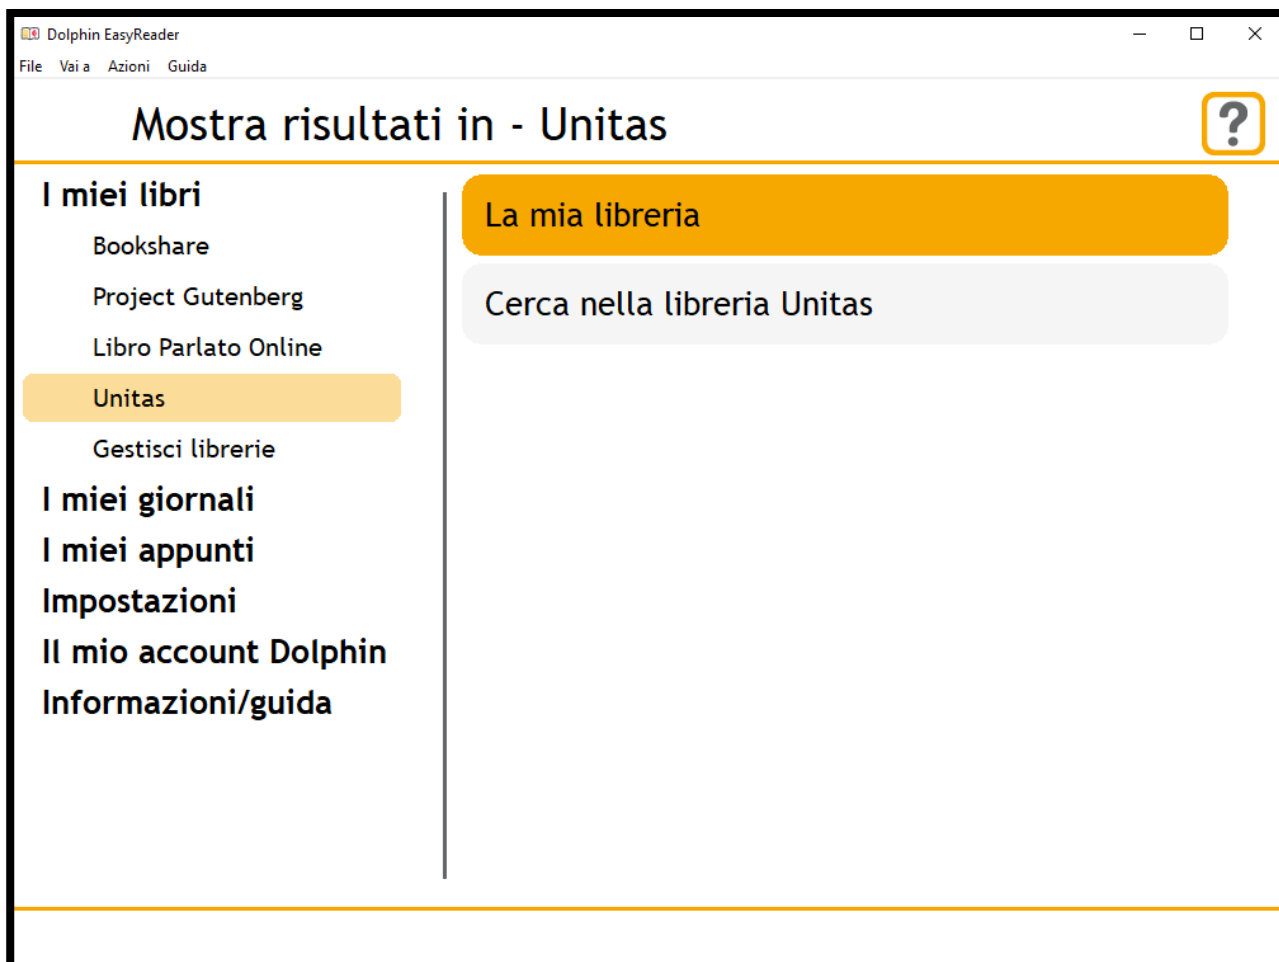 Dolphin EasyReader
File Vai a Azioni Guida
Mostra risultati in - Unitas
?
I miei libri
Bookshare
Project Gutenberg
Libro Parlato Online
Unitas
Gestisci librerie
I miei giornali
I miei appunti
Impostazioni
Il mio account Dolphin
Informazioni/guida
La mia libreria
Cerca nella libreria Unitas